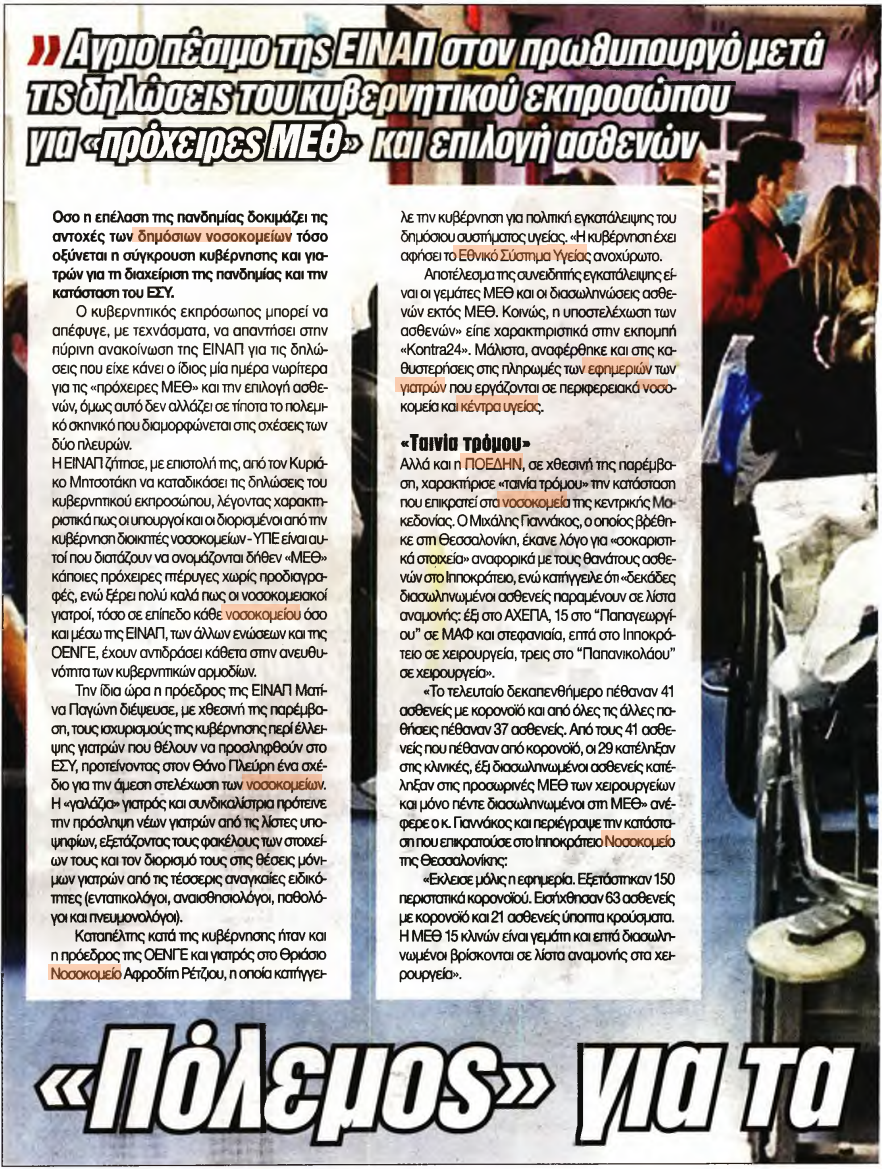 » Αγριο πέσιμο της ΕΙΝΑΠ στον πρωθυπουργό μετά
τις δηλώσεις του κυβερνητικού εκπροσώπου
για «πρόχειρες ΜΕΘ» και επιλογή ασθενών
Οσο η επέλαση της πανδημίας δοκιμάζει τις
αντοχές των δημόσιων νοσοκομείων τόσο
οξύνεται η σύγκρουση κυβέρνησης και για-
τρών για τη διαχείριση της πανδημίας και την
κατάσταση του ΕΣΥ.
Ο κυβερνητικός εκπρόσωπος μπορεί να
απέφυγε, με τεχνάσματα, να απαντήσει στην
πύρινη ανακοίνωση της ΕΙΝΑΠ για τις δηλώ-
σεις που είχε κάνει ο ίδιος μία ημέρα νωρίτερα
για τις «πρόχειρες ΜΕΘ» και την επιλογή ασθε-
νών, όμως αυτό δεν αλλάζει σε τίποτα το πολεμι-
κό σκηνικό που διαμορφώνεται στις σχέσεις των
δύο πλευρών.
Η ΕΙΝΑΠ ζήτησε, με επιστολή της, από τον Κυριά-
κο Μητσοτάκη να καταδικάσει τις δηλώσεις του
κυβερνητικού εκπροσώπου, λέγοντας χαρακτη-
ριστικά πως οι υπουργοί και οι διορισμένοι από την
κυβέρνηση διοικητές νοσοκομείων - ΥΠΕ είναι αυ-
τοί που διατάζουν να ονομάζονται δήθεν «ΜΕΘ»
κάποιες πρόχειρες πτέρυγες χωρίς προδιαγρα-
φές, ενώ ξέρει πολύ καλά πως οι νοσοκομειακοί
γιατροί, τόσο σε επίπεδο κάθε νοσοκομείου όσο
και μέσω της ΕΙΝΑΠ, των άλλων ενώσεων και της
ΟΕΝΓΕ, έχουν αντιδράσει κάθετα στην ανευθυ-
νότητα των κυβερνητικών αρμοδίων.
Την ίδια ώρα η πρόεδρος της ΕΙΝΑΠ Ματί-
να Παγώνη διέψευσε, με χθεσινή της παρέμβα-
ση, τους ισχυρισμούς της κυβέρνησης περί έλλει-
ψης γιατρών που θέλουν να προσληφθούν στο
ΕΣΥ, προτείνοντας στον Θάνο Πλεύρη ένα σχέ-
διο για την άμεση στελέχωση των νοσοκομείων.
Η «γαλάζια» γιατρός και συνδικαλίστρια πρότεινε
την πρόσληψη νέων γιατρών από τις λίστες υπο-
ψηφίων, εξετάζοντας τους φακέλους των στοιχεί-
ων τους και τον διορισμό τους στις θέσεις μόνι-
μων γιατρών από τις τέσσερις αναγκαίες ειδικό-
τητες (εντατικολόγοι, αναισθησιολόγοι, παθολό-
γοι και πνευμονολόγοι).
Καταπέλτης κατά της κυβέρνησης ήταν και
η πρόεδρος της ΟΕΝΓΕ και γιατρός στο Θριάσιο
Νοσοκομείο Αφροδίτη Ρέτζιου, η οποία κατήγγει-
λε την κυβέρνηση για πολιτική εγκατάλειψης του
δημόσιου συστήματος υγείας. «Η κυβέρνηση έχει
αφήσει το Εθνικό Σύστημα Υγείας ανοχύρωτο.
Αποτέλεσμα της συνειδητής εγκατάλειψης εί-
ναι οι γεμάτες ΜΕΘ και οι διασωληνώσεις ασθε-
νών εκτός ΜΕΘ. Κοινώς, η υποστελέχωση των
ασθενών» είπε χαρακτηριστικά στην εκπομπή
«Kontra24». Μάλιστα, αναφέρθηκε και στις κα-
θυστερήσεις στις πληρωμές των εφημεριών των
γιατρών που εργάζονται σε περιφερειακά νοσο-
κομεία και κέντρα υγείας.
«Ταινία τρόμου»
Αλλά και η ΠΟΕΔΗΝ, σε χθεσινή της παρέμβα-
ση, χαρακτήρισε «ταινία τρόμου» την κατάσταση
που επικρατεί στα νοσοκομεία της κεντρικής Μα-
κεδονίας. Ο Μιχάλης Γιαννάκος, ο οποίος βρέθη-
κε στη Θεσσαλονίκη, έκανε λόγο για «σοκαριστι-
κά στοιχεία» αναφορικά με τους θανάτους ασθε-
νών στο Ιπποκράτειο, ενώ κατήγγειλε ότι «δεκάδες
διασωληνωμένοι ασθενείς παραμένουν σε λίστα
αναμονής: έξι στο ΑΧΕΠΑ, 15 στο "Παπαγεωργί-
ου" σε ΜΑΦ και στεφανιαία, επτά στο Ιπποκρά-
τειο σε χειρουργεία, τρεις στο "Παπανικολάου"
σε χειρουργεία».
«Το τελευταίο δεκαπενθήμερο πέθαναν 41
ασθενείς με κορονοϊό και από όλες τις άλλες πα-
θήσεις πέθαναν 37 ασθενείς. Από τους 41 ασθε-
νείς που πέθαναν από κορονοϊό, οι 29 κατέληξαν
στις κλινικές, έξι διασωληνωμένοι ασθενείς κατέ-
ληξαν στις προσωρινές ΜΕΘ των χειρουργείων
και μόνο πέντε διασωληνωμένοι στη ΜΕΘ» ανέ-
φερε ο κ. Γιαννάκος και περιέγραψε την κατάστα-
ση που επικρατούσε στο Ιπποκράτειο Νοσοκομείο
της Θεσσαλονίκης:
«Εκλεισε μόλις η εφημερία. Εξετάστηκαν 150
περιστατικά κορονοϊού. Εισήχθησαν 63 ασθενείς
με κορονοϊό και 21 ασθενείς ύποπτα κρούσματα.
Η ΜΕΘ 15 κλινών είναι γεμάτη και επτά διασωλη-
νωμένοι βρίσκονται σε λίστα αναμονής στα χει-
ρουργεία».
«Πόλεμος» για τα